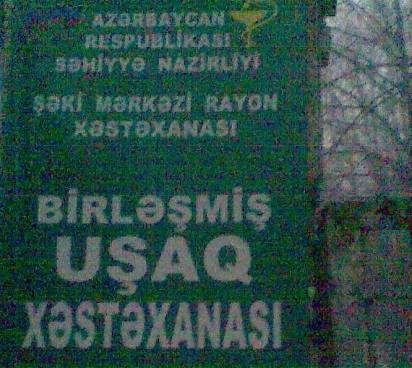 AZƏRBAYCAN
RESPUBLİKASI
SƏHİYYƏ NAZİRLİYİ
ŞƏKİ MƏRKƏZİ RAYON
XƏSTƏXANASI
BİRLƏŞMİŞ
UŞAQ
XƏSTƏXANASI